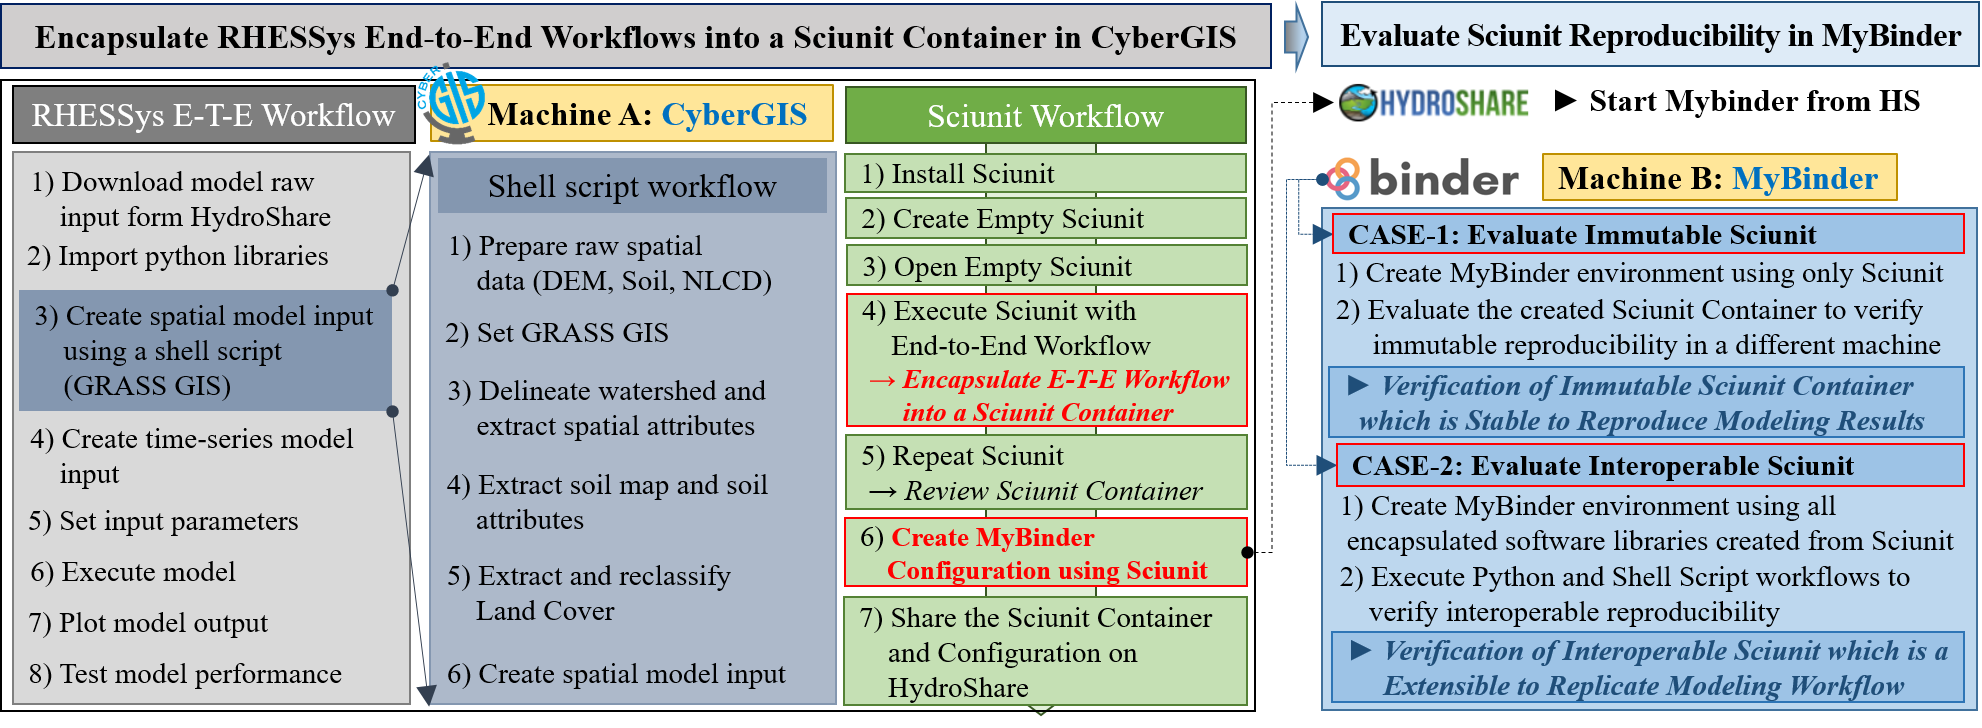 Encapsulate RHESSys End-to-End Workflows into a Sciunit Container in CyberGIS
Evaluate Sciunit Reproducibility in MyBinder
RHESSys E-T-E Workflow
1) Download model raw
input form HydroShare
2) Import python libraries
3) Create spatial model input
using a shell script
(GRASS GIS)
4) Create time-series model
input
5) Set input parameters
6) Execute model
7) Plot model output
8) Test model performance
CYBER
GIS
Machine A: CyberGIS
Shell script workflow
1) Prepare raw spatial
data (DEM, Soil, NLCD)
2) Set GRASS GIS
3) Delineate watershed and
extract spatial attributes
4) Extract soil map and soil
attributes
5) Extract and reclassify
Land Cover
6) Create spatial model input
Sciunit Workflow
1) Install Sciunit
2) Create Empty Sciunit
3) Open Empty Sciunit
4) Execute Sciunit with
End-to-End Workflow
→ Encapsulate E-T-E Workflow
into a Sciunit Container
5) Repeat Sciunit
→ Review Sciunit Container
6) Create MyBinder
Configuration using Sciunit
7) Share the Sciunit Container
and Configuration on
HydroShare
HYDROSHARE
► Start Mybinder from HS
binder
Machine B: MyBinder
CASE-1: Evaluate Immutable Sciunit
1) Create MyBinder environment using only Sciunit
2) Evaluate the created Sciunit Container to verify
immutable reproducibility in a different machine
► Verification of Immutable Sciunit Container
which is Stable to Reproduce Modeling Results
CASE-2: Evaluate Interoperable Sciunit
1) Create MyBinder environment using all
encapsulated software libraries created from Sciunit
2) Execute Python and Shell Script workflows to
verify interoperable reproducibility
► Verification of Interoperable Sciunit which is a
Extensible to Replicate Modeling Workflow